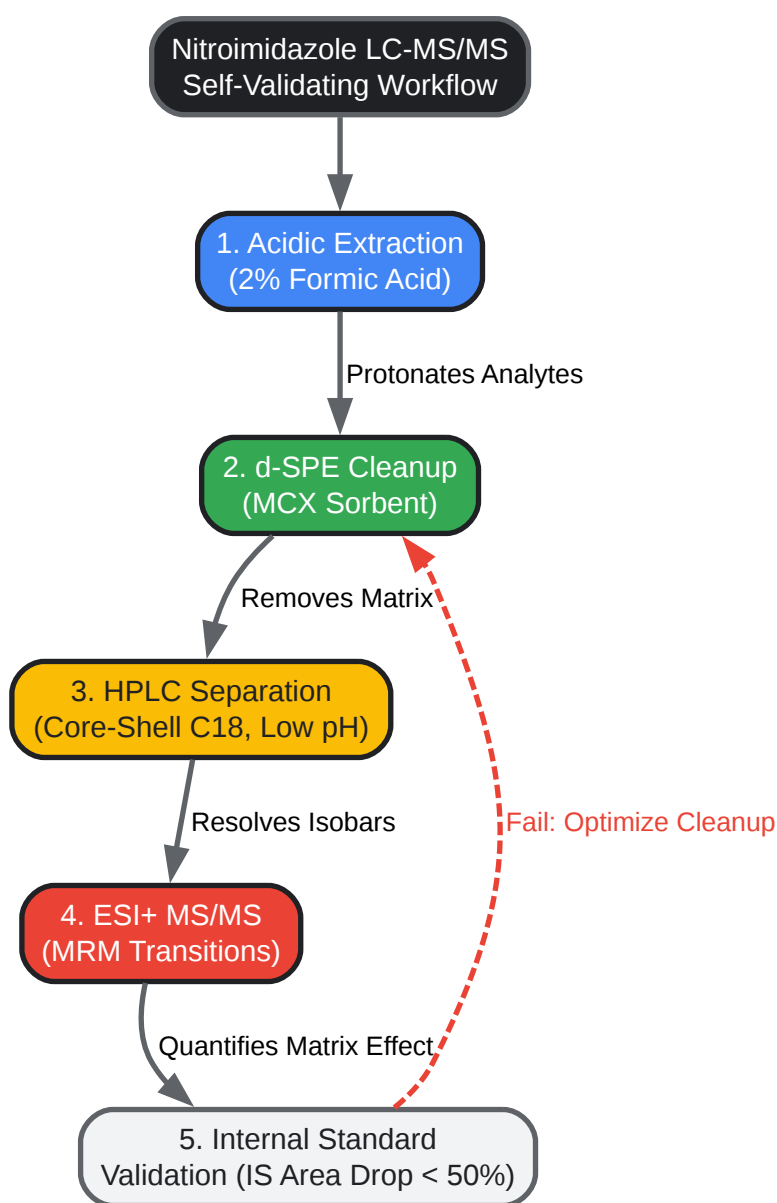 Nitroimidazole LC-MS/MS
Self-Validating Workflow
1. Acidic Extraction
(2% Formic Acid)
Protonates Analytes
2. d-SPE Cleanup
(MCX Sorbent)
Removes Matrix
3. HPLC Separation
(Core-Shell C18, Low pH)
Resolves Isobars
Fail: Optimize Cleanup
4. ESI+ MS/MS
(MRM Transitions)
Quantifies Matrix Effect
5. Internal Standard
Validation (IS Area Drop < 50%)